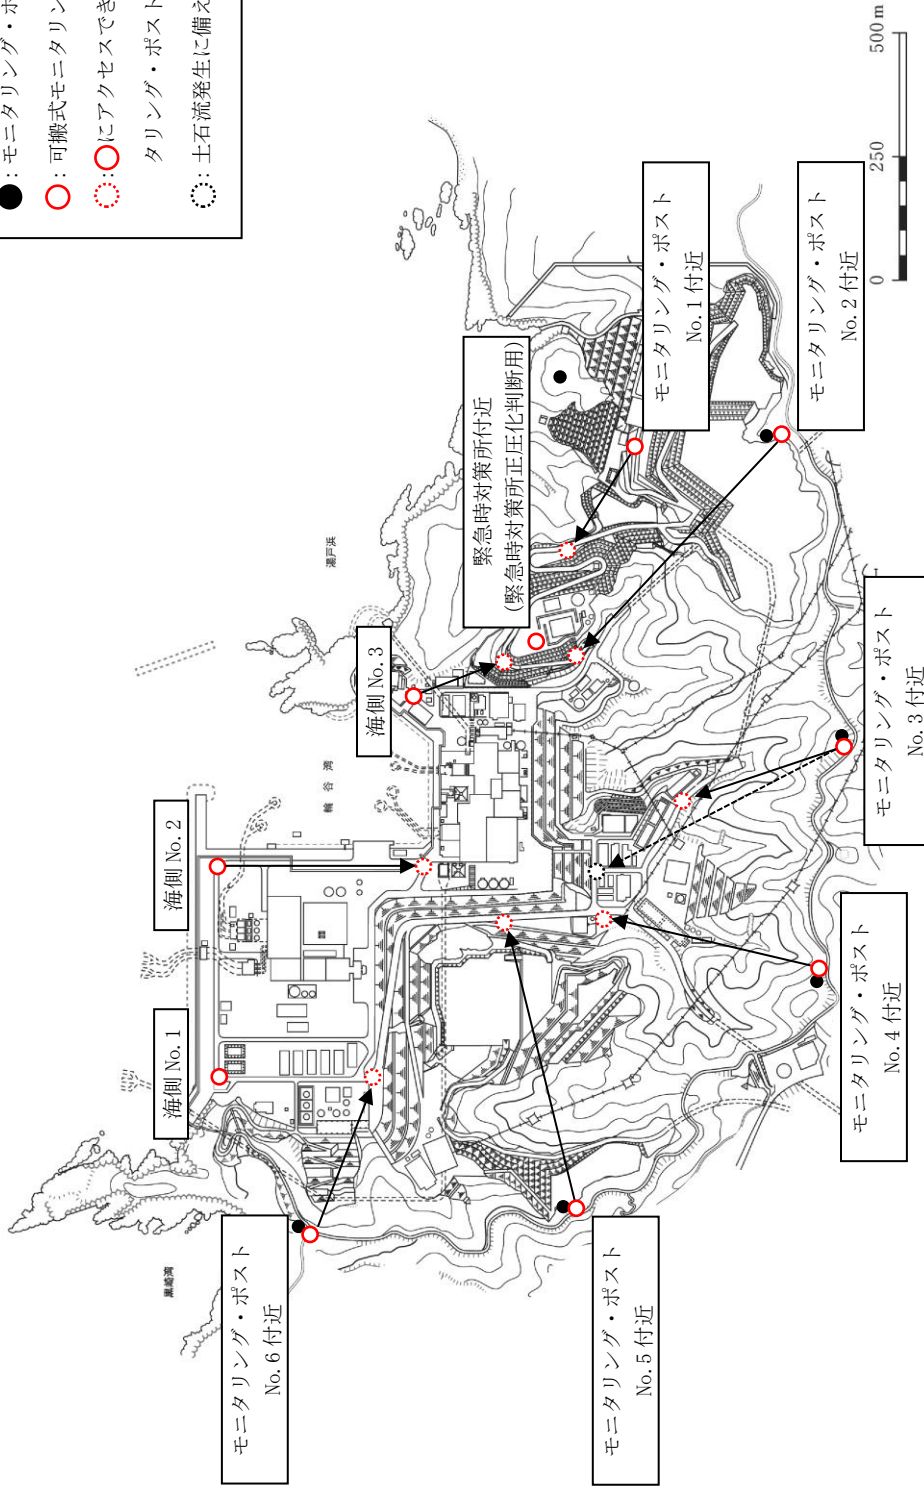 ●：モニタリング・ポ
○：可搬式モニタリン
：○にアクセスでき
タリング・ポスト
：土石流発生に備え
海側 No. 1
海側 No. 2
海側 No. 3
緊急時対策所付近
(緊急時対策所正圧化判断用)
モニタリング・ポスト
No. 1 付近
モニタリング・ポスト
No. 2 付近
モニタリング・ポスト
No. 3 付近
モニタリング・ポスト
No. 4 付近
モニタリング・ポスト
No. 5 付近
モニタリング・ポスト
No. 6 付近
輪谷湾
0 250 500 m